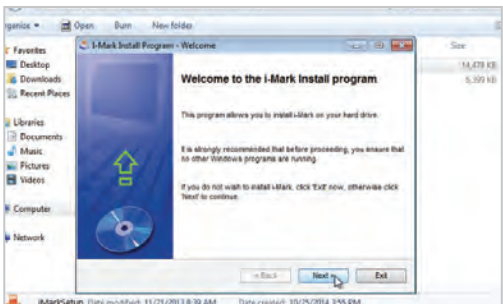 Organize ▾ Open Burn New folder
Favorites
Desktop
Downloads
Recent Places
Libraries
Documents
Music
Pictures
Videos
Computer
Network
Size
14,478 KB
I-Mark Install Program - Welcome
Welcome to the i-Mark Install program
This program allows you to install i-Mark on your hard drive.
It is strongly recommended that before proceeding, you ensure that
no other Windows programs are running.
If you do not wish to install i-Mark, click 'Exit' now, otherwise click
'Next' to continue.
< Back Next > Exit
iMarkSetup Date modified: 11/21/2013 8:39 AM Date created: 10/25/2014 3:55 PM